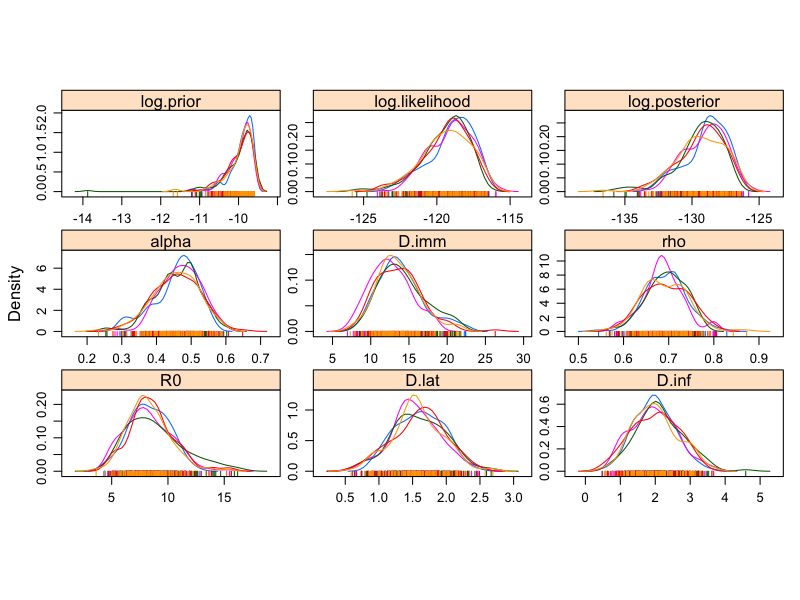 log.prior
log.likelihood
log.posterior
0.0 0.5 1.0 1.5 2.0
0.00 0.10 0.20
0.00 0.10 0.20
-14 -13 -12 -11 -10
-125 -120 -115
-135 -130 -125
alpha
D.imm
rho
0 2 4 6
0.00 0.10
0 2 4 6 8 10
0.2 0.3 0.4 0.5 0.6 0.7
5 10 15 20 25 30
0.5 0.6 0.7 0.8 0.9
Density
R0
D.lat
D.inf
0.00 0.10 0.20
0.0 0.5 1.0
0.0 0.2 0.4 0.6
5 10 15
0.5 1.0 1.5 2.0 2.5 3.0
0 1 2 3 4 5